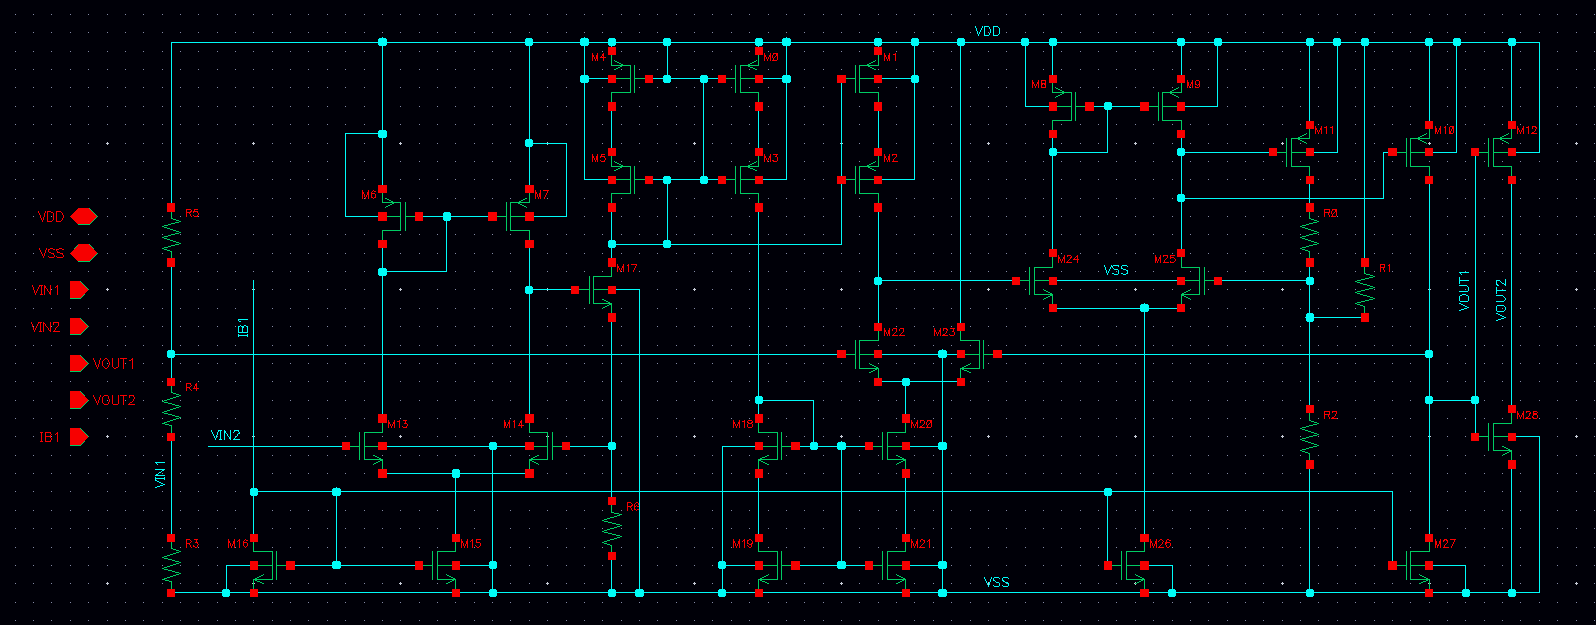 VDD
M4
M0
M1
M8
M9
M11
M10
M12
M5
M3
M2
M6
M7
VDD
R5
R0
VSS
M17
M24
VSS
M25
R1
VIN1
IB1
VOUT1
VOUT2
VIN2
M22
M23
VOUT1
R4
VOUT2
M13
M14
M18
M20
R2
M28
IB1
VIN2
VIN1
R6
M16
M15
M19
M21
M26
M27
R3
VSS